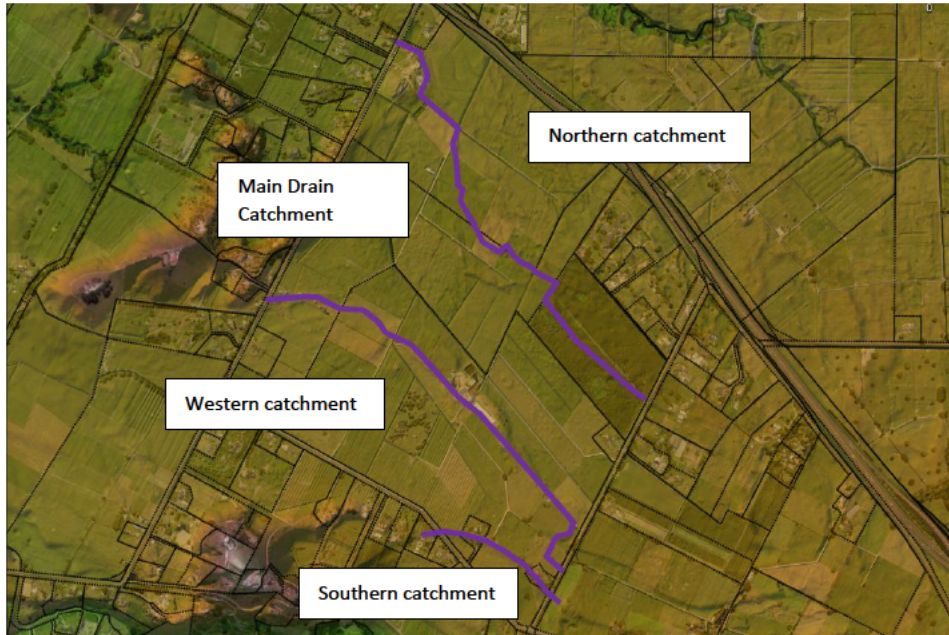 Northern catchment
Main Drain
Catchment
Western catchment
Southern catchment